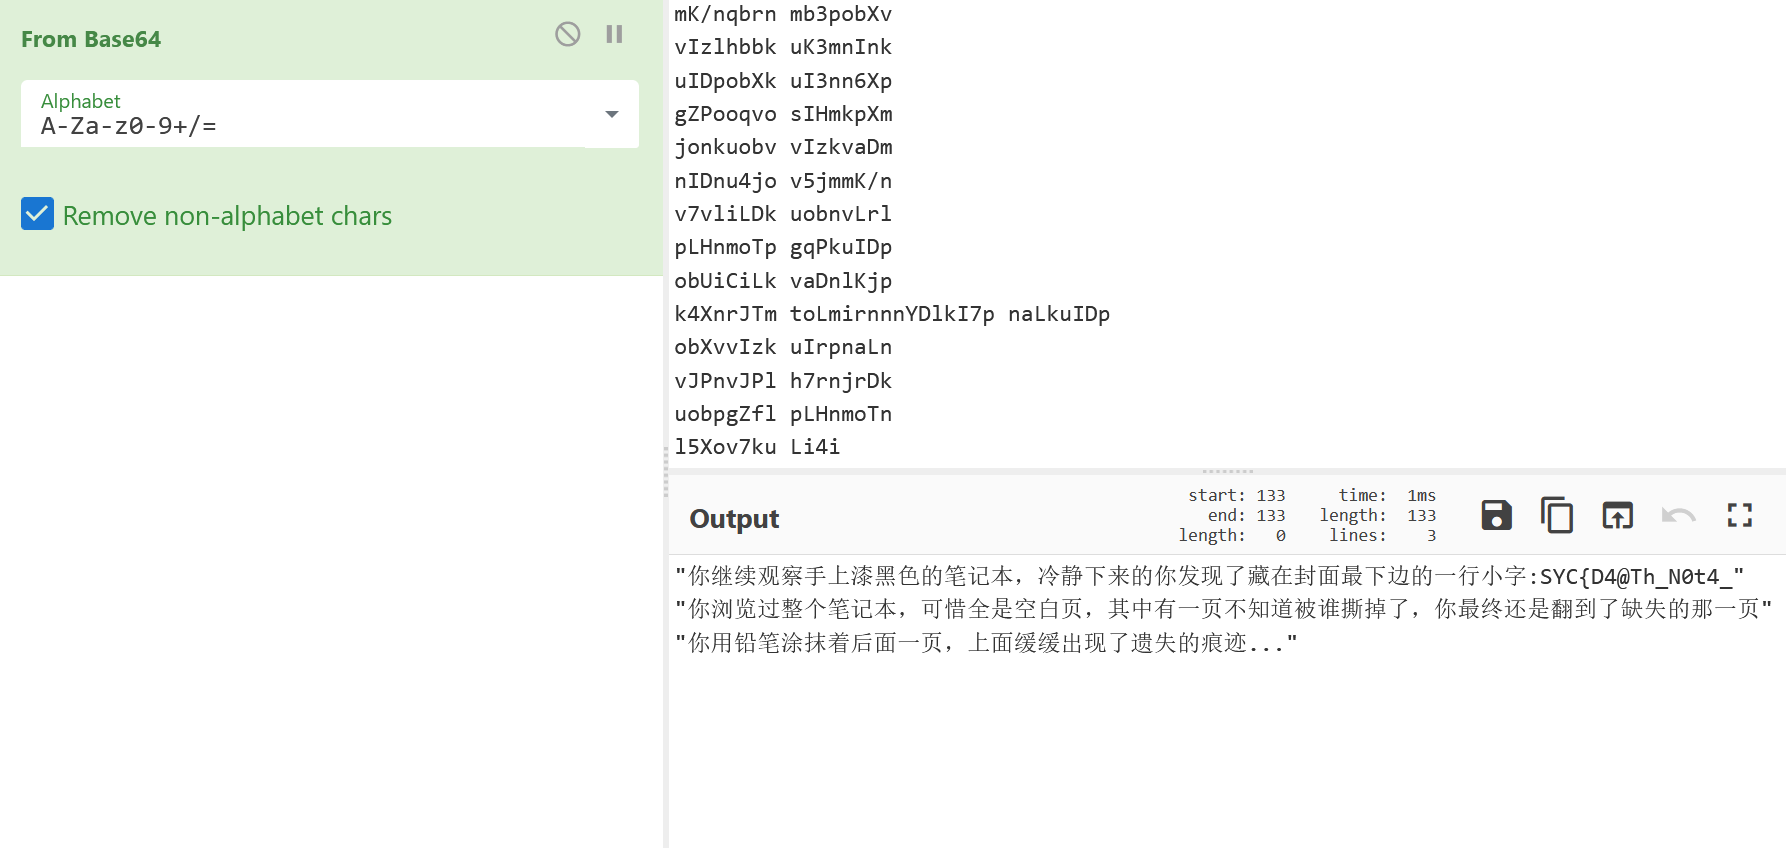 From Base64
Alphabet
A-Za-z0-9+/=
Remove non-alphabet chars
mK/nqbrn mb3pobXv
vIzlhbbk uK3mnInk
uIDpobXk uI3nn6Xp
gZPooqvo sIHmkpXm
jonkuobv vIzkvaDm
nIDnu4jo v5jmmK/n
v7vliLDk uobnvLrl
pLHnmoTp gqPkuIDp
obUiCiLk vaDnlKjp
k4XnrJTm toLmirnnnYDlkI7p naLkuIDp
obXvvIzk uIrpnaLn
vJPnvJPl h7rnjrDk
uobpgZfl pLHnmoTn
l5Xov7ku Li4i
Output
start: 133 time: 1ms
end: 133 length: 133
length: 0 lines: 3
"你继续观察手上漆黑色的笔记本，冷静下来的你发现了藏在封面最下边的一行小字:SYC{D4@Th_N0t4_"
"你浏览过整个笔记本，可惜全是空白页，其中有一页不知道被谁撕掉了，你最终还是翻到了缺失的那一页"
"你用铅笔涂抹着后面一页，上面缓缓出现了遗失的痕迹..."